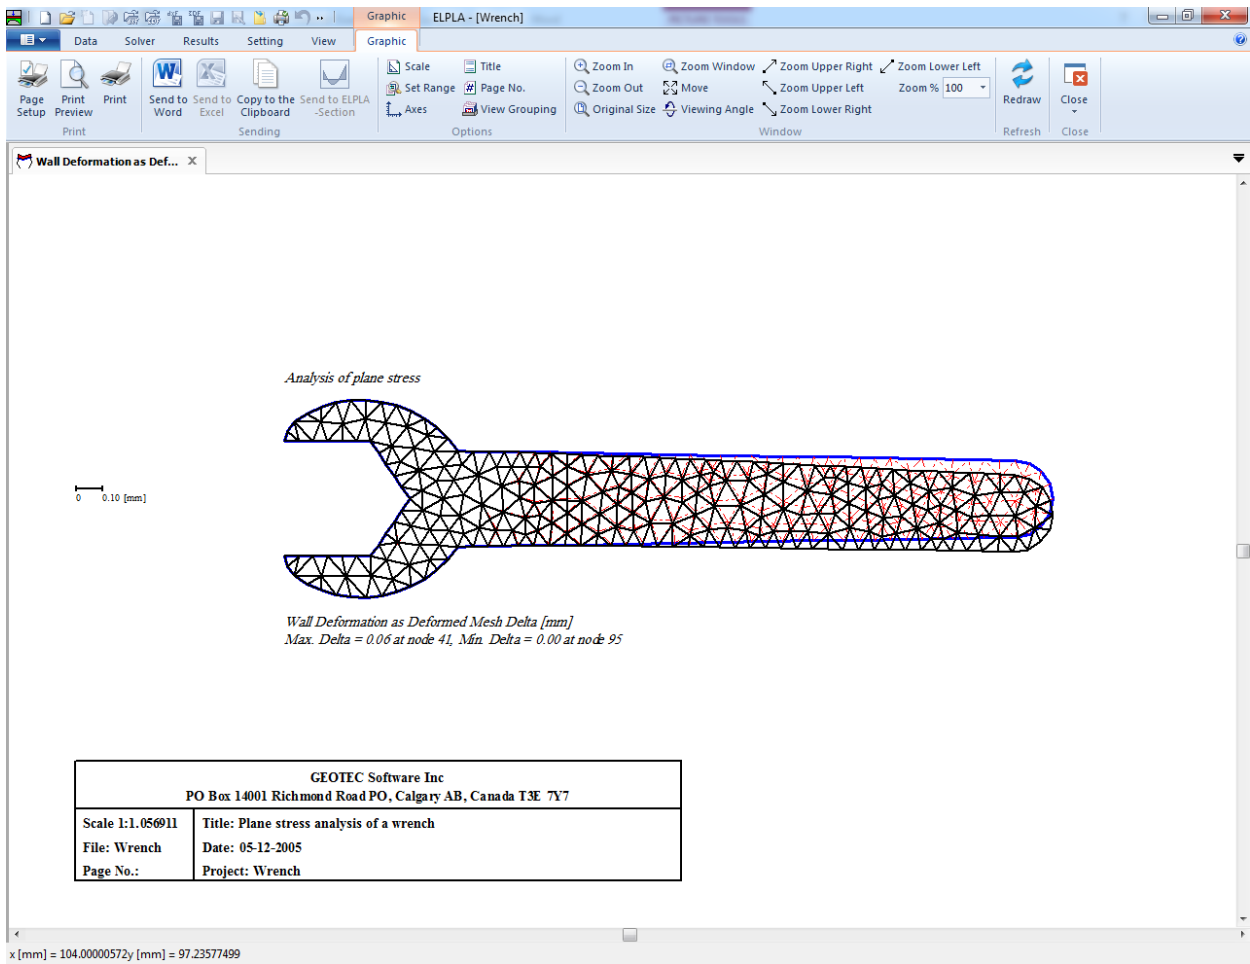 Graphic ELPLA - [Wrench]
Data Solver Results Setting View Graphic
Scale Title Zoom In Zoom Window Zoom Upper Right Zoom Lower Left
Set Range Page No. Zoom Out Move Zoom Upper Left Zoom % 100
Page Setup Print Preview Print Send to Word Send to Excel Copy to the Clipboard Send to ELPLA -Section Redraw Close
Axes View Grouping Original Size Viewing Angle Zoom Lower Right
Print Sending Options Window Refresh Close
Wall Deformation as Def... X
Analysis of plane stress
0 0.10 [mm]
Wall Deformation as Deformed Mesh Delta [mm]
Max. Delta = 0.06 at node 41, Min. Delta = 0.00 at node 95
GEOTEC Software Inc
PO Box 14001 Richmond Road PO, Calgary AB, Canada T3E 7Y7
Scale 1:1.056911 Title: Plane stress analysis of a wrench
File: Wrench Date: 05-12-2005
Page No.: Project: Wrench
x [mm] = 104.00000572y [mm] = 97.23577499